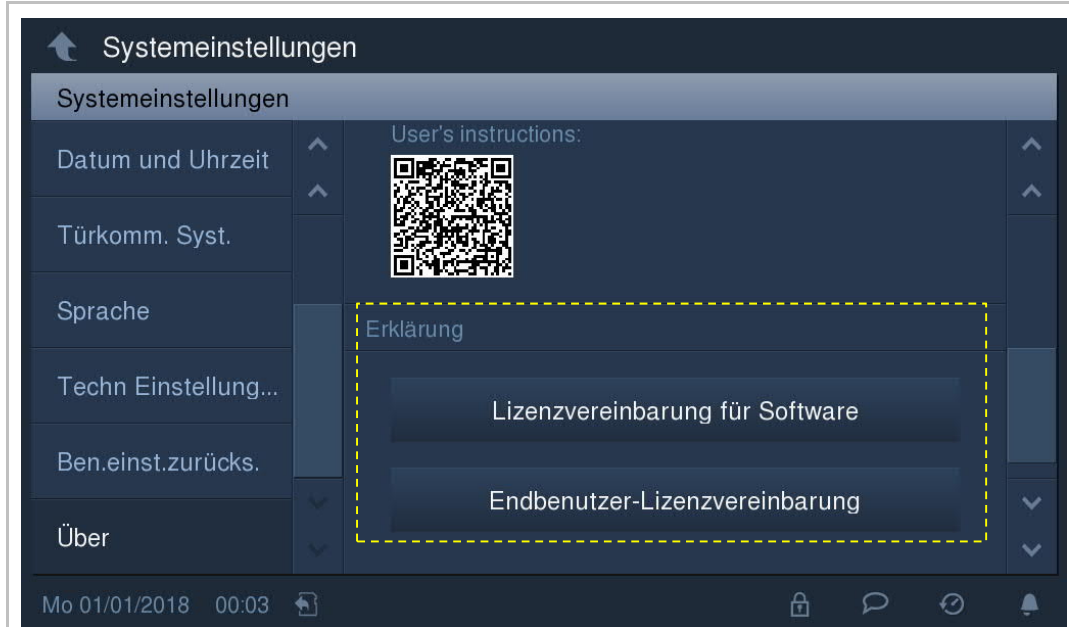 Systemeinstellungen
Systemeinstellungen
Datum und Uhrzeit
Türkomm. Syst.
Sprache
Techn Einstellung...
Ben.einst.zurücks.
Über
User's instructions:
Erklärung
Lizenzvereinbarung für Software
Endbenutzer-Lizenzvereinbarung
Mo 01/01/2018 00:03